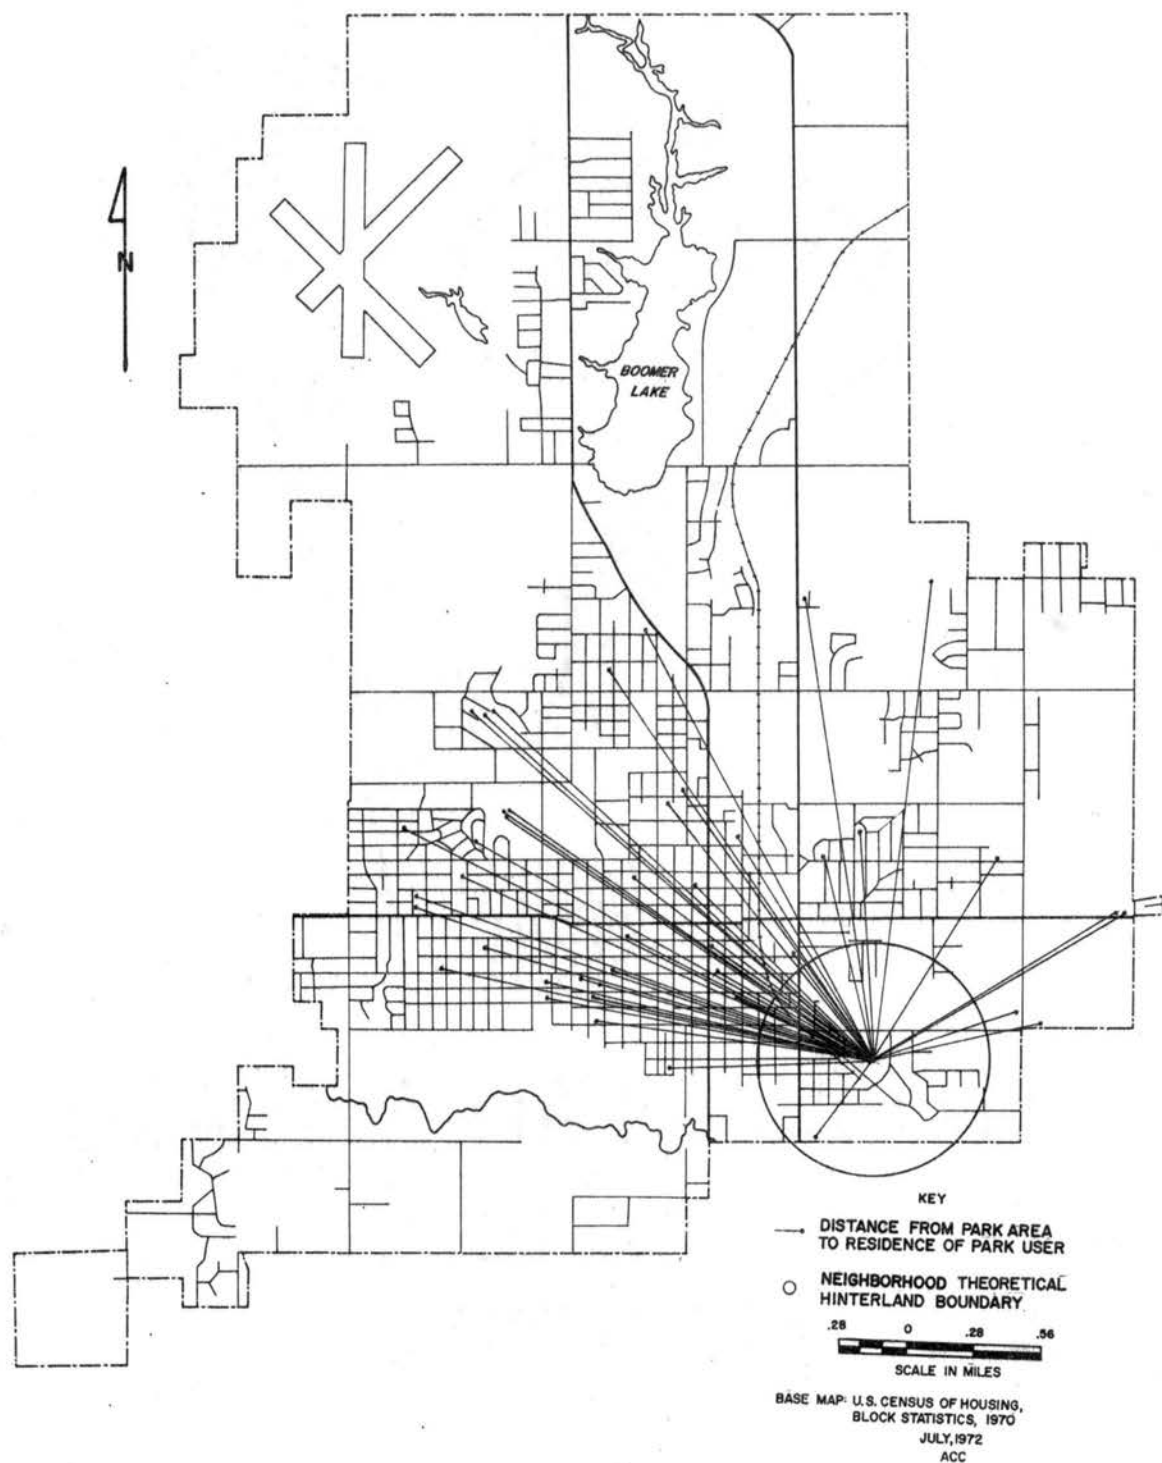 N
BOOMER
LAKE
KEY
DISTANCE FROM PARK AREA
TO RESIDENCE OF PARK USER
NEIGHBORHOOD THEORETICAL
HINTERLAND BOUNDARY
.28 0 .28 .56
SCALE IN MILES
BASE MAP: U.S. CENSUS OF HOUSING,
BLOCK STATISTICS, 1970
JULY, 1972
ACC